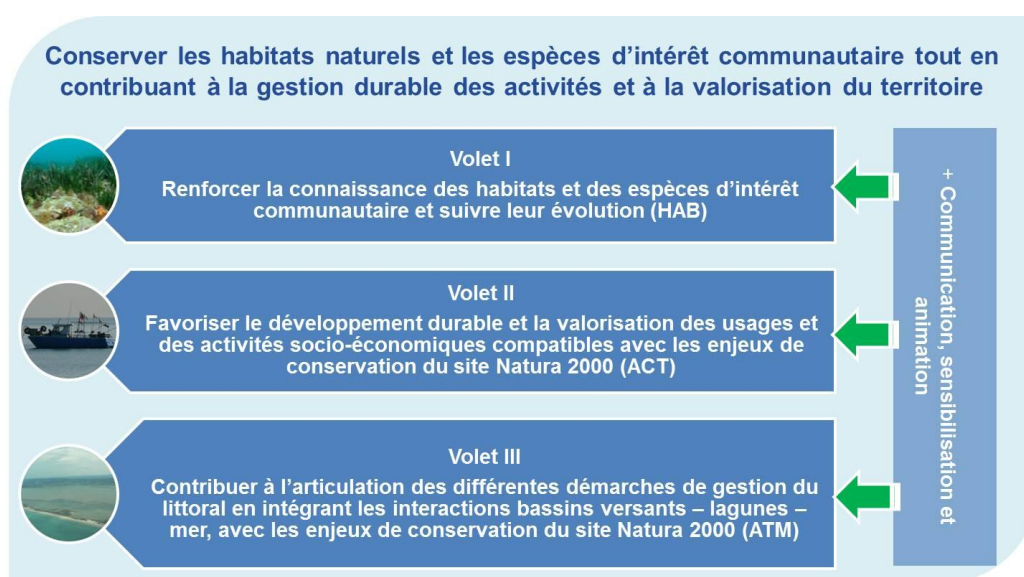 Conserver les habitats naturels et les espèces d’intérêt communautaire tout en
contribuant à la gestion durable des activités et à la valorisation du territoire
Volet I
Renforcer la connaissance des habitats et des espèces d’intérêt
communautaire et suivre leur évolution (HAB)
Volet II
Favoriser le développement durable et la valorisation des usages et
des activités socio-économiques compatibles avec les enjeux de
conservation du site Natura 2000 (ACT)
Volet III
Contribuer à l’articulation des différentes démarches de gestion du
littoral en intégrant les interactions bassins versants – lagunes –
mer, avec les enjeux de conservation du site Natura 2000 (ATM)
+ Communication, sensibilisation et
animation